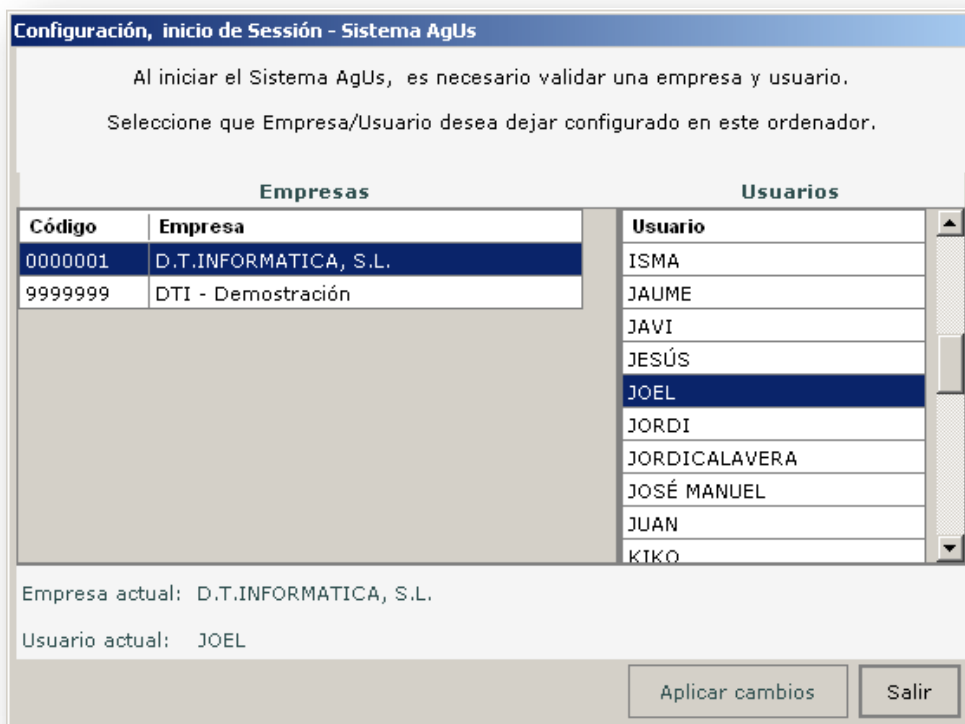 Configuración, inicio de Sessión - Sistema AgUs
Al iniciar el Sistema AgUs, es necesario validar una empresa y usuario.
Seleccione que Empresa/Usuario desea dejar configurado en este ordenador.
Empresas
Código Empresa
0000001 D.T.INFORMATICA, S.L.
9999999 DTI - Demostración
Usuarios
Usuario
ISMA
JAUME
JAVI
JESÚS
JOEL
JORDI
JORDICALAVERA
JOSÉ MANUEL
JUAN
KIKO
Empresa actual: D.T.INFORMATICA, S.L.
Usuario actual: JOEL
Aplicar cambios Salir